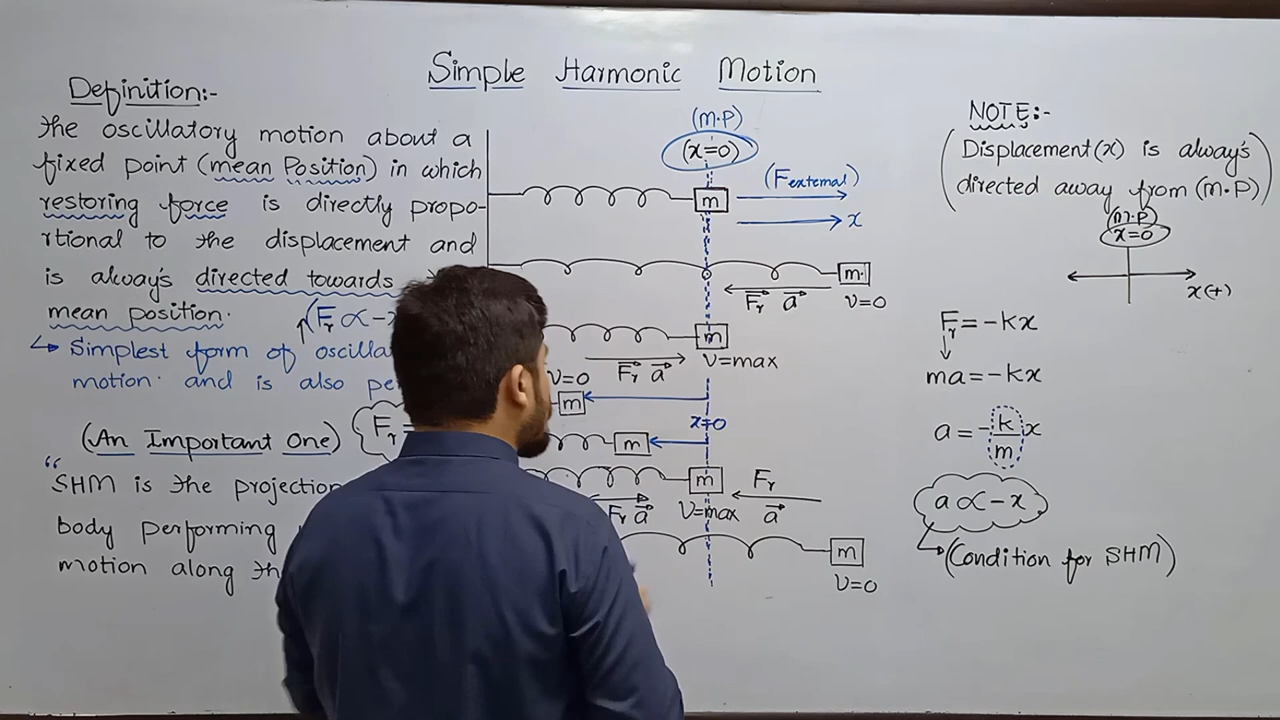 Simple Harmonic Motion
Definition:-
the oscillatory motion about a
fixed point (mean Position) in which
restoring force is directly propo-
rtional to the displacement and
is alway's directed towards
mean position.
(Fr ∝ -x
Simplest form of oscilla
motion. and is also pe
(An Important One)
Fr =
"SHM is the projection
body performing
motion along th
(m.P)
(x=0)
m
(Fexternal)
x
m.
Fr a
v=0
m
v=max
Fr a
v=0
m
x=0
m
m
Fr
Fr a
v=max
a
m
v=0
NOTE:-
(Displacement(x) is alway's
directed away from (m.P))
(m.P)
x=0
x(+)
Fr = -kx
ma = -kx
a = -k/m x
a ∝ -x
(Condition for SHM)